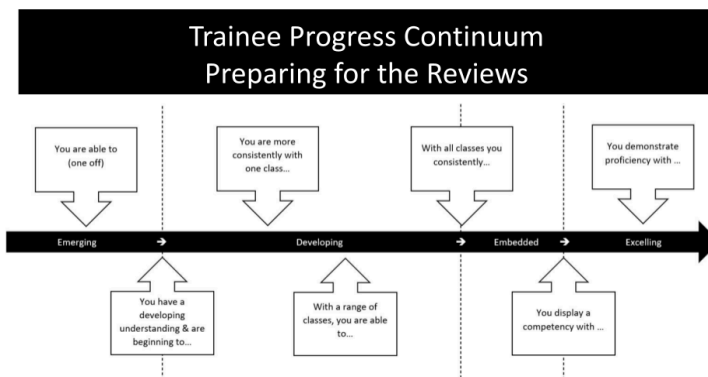 Trainee Progress Continuum
Preparing for the Reviews
You are able to
(one off)
You are more
consistently with
one class...
With all classes you
consistently...
You demonstrate
proficiency with ...
Emerging → Developing → Embedded → Excelling
You have a
developing
understanding & are
beginning to...
With a range of
classes, you are able
to...
You display a
competency with ...